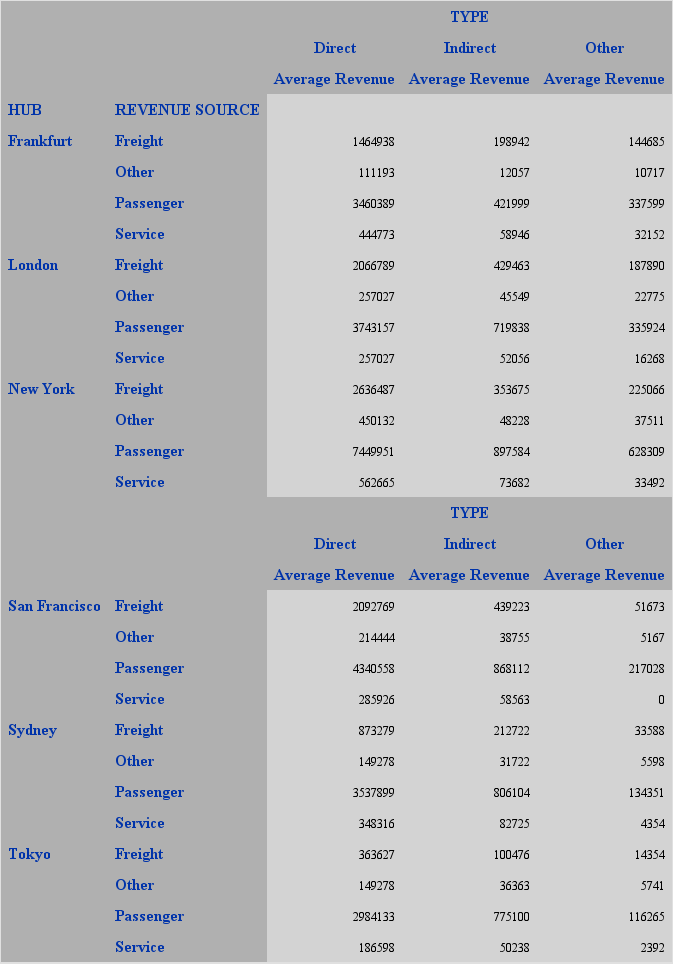 TYPE
Direct Indirect Other
Average Revenue Average Revenue Average Revenue
HUB REVENUE SOURCE
Frankfurt Freight 1464938 198942 144685
Other 111193 12057 10717
Passenger 3460389 421999 337599
Service 444773 58946 32152
London Freight 2066789 429463 187890
Other 257027 45549 22775
Passenger 3743157 719838 335924
Service 257027 52056 16268
New York Freight 2636487 353675 225066
Other 450132 48228 37511
Passenger 7449951 897584 628309
Service 562665 73682 33492
TYPE
Direct Indirect Other
Average Revenue Average Revenue Average Revenue
San Francisco Freight 2092769 439223 51673
Other 214444 38755 5167
Passenger 4340558 868112 217028
Service 285926 58563 0
Sydney Freight 873279 212722 33588
Other 149278 31722 5598
Passenger 3537899 806104 134351
Service 348316 82725 4354
Tokyo Freight 363627 100476 14354
Other 149278 36363 5741
Passenger 2984133 775100 116265
Service 186598 50238 2392